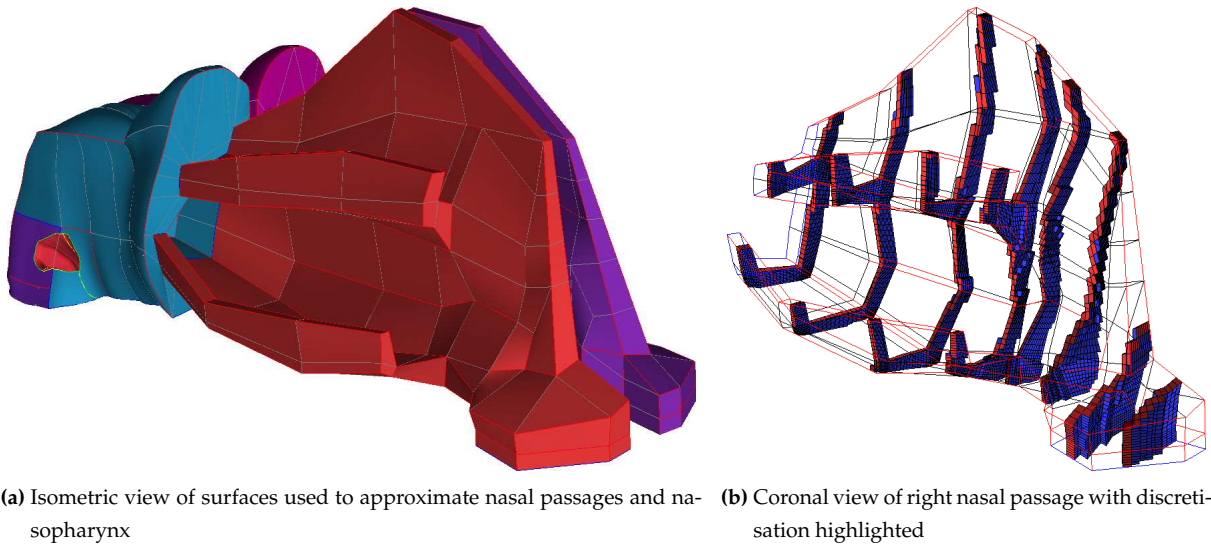 (a) Isometric view of surfaces used to approximate nasal passages and na-
sopharynx
(b) Coronal view of right nasal passage with discreti-
sation highlighted